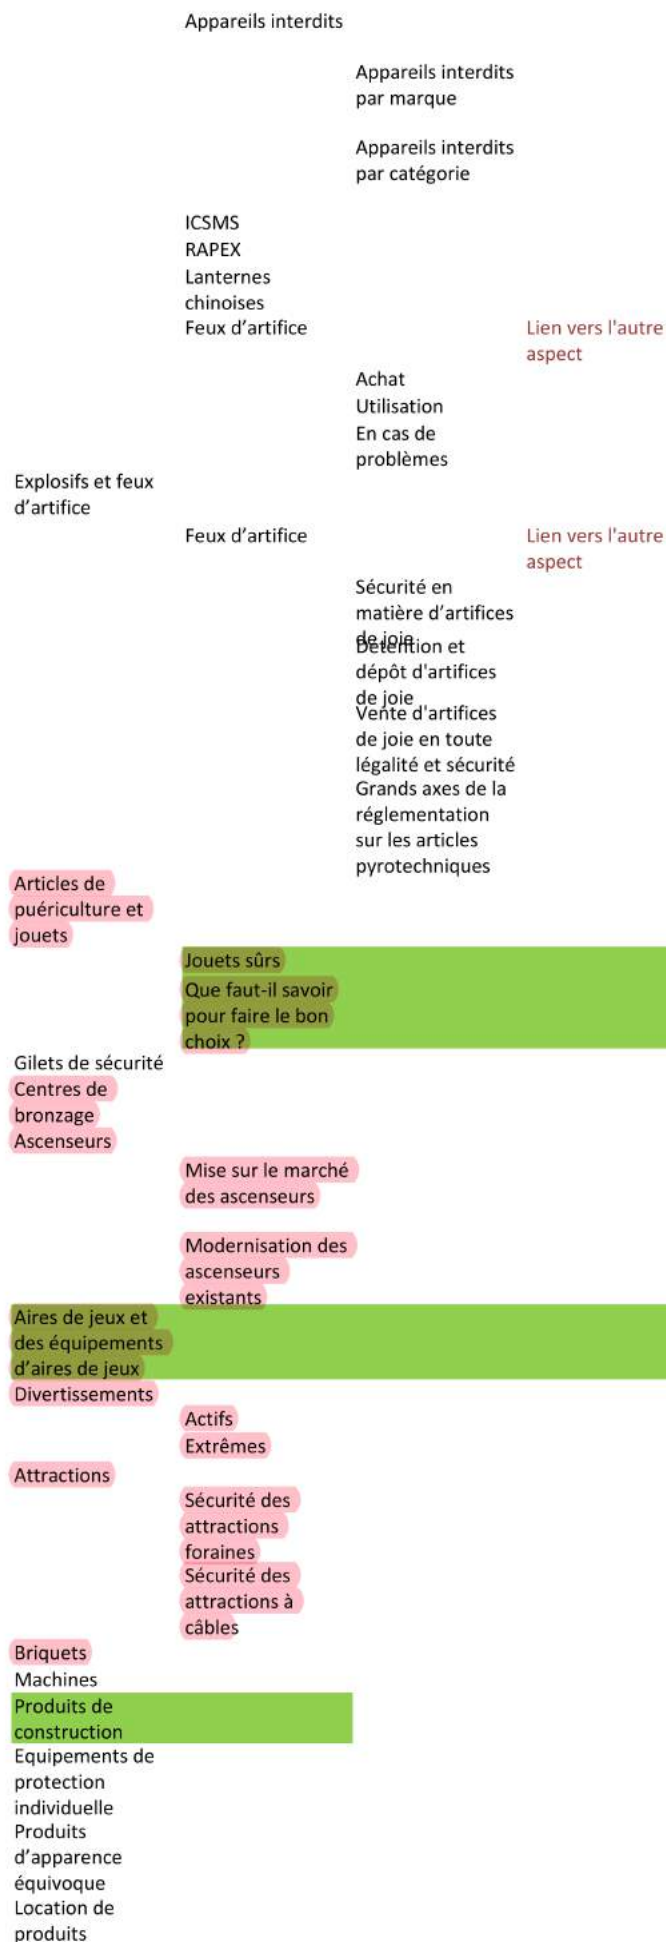 Appareils interdits
Appareils interdits
par marque
Appareils interdits
par catégorie
ICSMS
RAPEX
Lanternes
chinoises
Feux d’artifice
Lien vers l'autre
aspect
Achat
Utilisation
En cas de
problèmes
Explosifs et feux
d’artifice
Feux d’artifice
Lien vers l'autre
aspect
Sécurité en
matière d’artifices
de joie
Détention et
dépôt d'artifices
de joie
Vente d'artifices
de joie en toute
légalité et sécurité
Grands axes de la
réglementation
sur les articles
pyrotechniques
Articles de
puériculture et
jouets
Jouets sûrs
Que faut-il savoir
pour faire le bon
choix ?
Gilets de sécurité
Centres de
bronzage
Ascenseurs
Mise sur le marché
des ascenseurs
Modernisation des
ascenseurs
existants
Aires de jeux et
des équipements
d’aires de jeux
Divertissements
Actifs
Extrêmes
Attractions
Sécurité des
attractions
foraines
Sécurité des
attractions à
câbles
Briquets
Machines
Produits de
construction
Equipements de
protection
individuelle
Produits
d’apparence
équivoque
Location de
produits